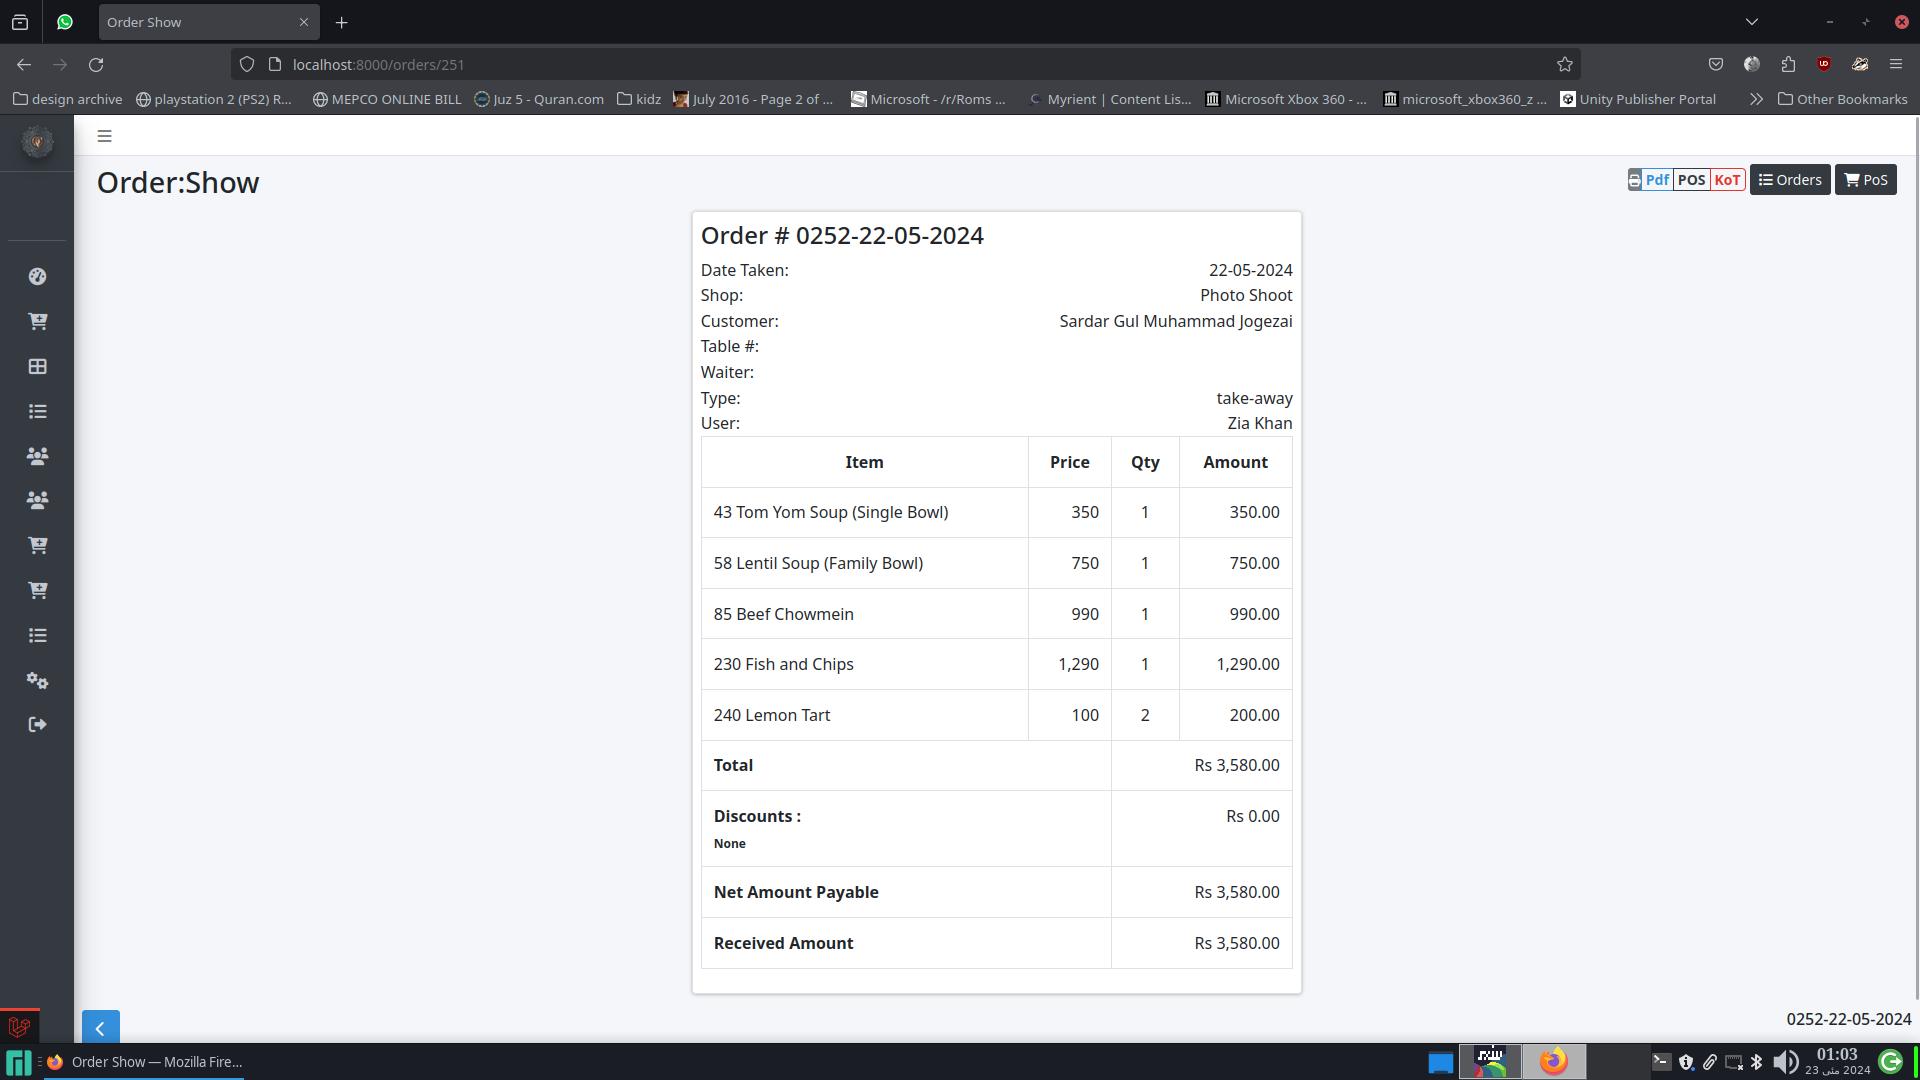 Order Show
localhost:8000/orders/251
design archive
playstation 2 (PS2) R...
MEPCO ONLINE BILL
Juz 5 - Quran.com
kidz
July 2016 - Page 2 of ...
Microsoft - /r/Roms ...
Myrient | Content Lis...
Microsoft Xbox 360 - ...
microsoft_xbox360_z ...
Unity Publisher Portal
Other Bookmarks
Order:Show
Pdf POS KoT Orders PoS
Order # 0252-22-05-2024
Date Taken: 22-05-2024
Shop: Photo Shoot
Customer: Sardar Gul Muhammad Jogezai
Table #:
Waiter:
Type: take-away
User: Zia Khan
Item Price Qty Amount
43 Tom Yom Soup (Single Bowl) 350 1 350.00
58 Lentil Soup (Family Bowl) 750 1 750.00
85 Beef Chowmein 990 1 990.00
230 Fish and Chips 1,290 1 1,290.00
240 Lemon Tart 100 2 200.00
Total Rs 3,580.00
Discounts : Rs 0.00
None
Net Amount Payable Rs 3,580.00
Received Amount Rs 3,580.00
0252-22-05-2024
Order Show — Mozilla Fire...
01:03
23 مئی 2024